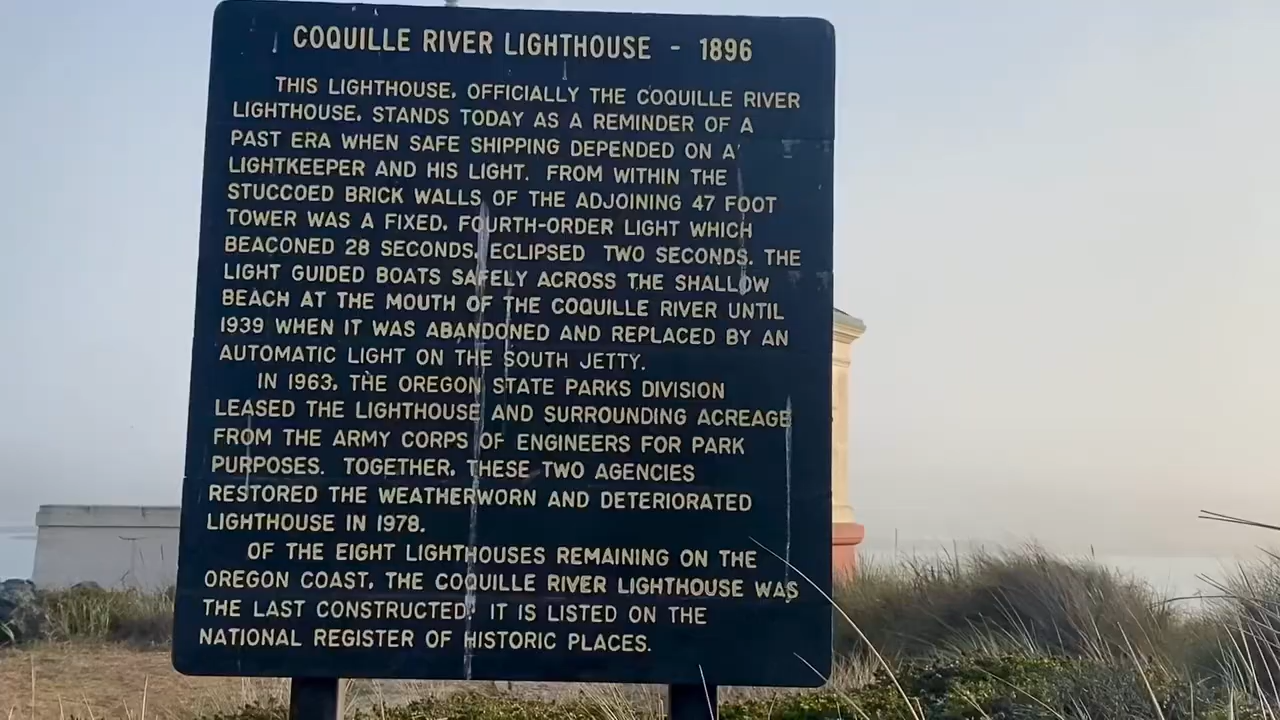 COQUILLE RIVER LIGHTHOUSE - 1896
THIS LIGHTHOUSE, OFFICIALLY THE COQUILLE RIVER
LIGHTHOUSE, STANDS TODAY AS A REMINDER OF A
PAST ERA WHEN SAFE SHIPPING DEPENDED ON A
LIGHTKEEPER AND HIS LIGHT. FROM WITHIN THE
STUCCOED BRICK WALLS OF THE ADJOINING 47 FOOT
TOWER WAS A FIXED, FOURTH-ORDER LIGHT WHICH
BEACONED 28 SECONDS, ECLIPSED TWO SECONDS. THE
LIGHT GUIDED BOATS SAFELY ACROSS THE SHALLOW
BEACH AT THE MOUTH OF THE COQUILLE RIVER UNTIL
1939 WHEN IT WAS ABANDONED AND REPLACED BY AN
AUTOMATIC LIGHT ON THE SOUTH JETTY.
IN 1963, THE OREGON STATE PARKS DIVISION
LEASED THE LIGHTHOUSE AND SURROUNDING ACREAGE
FROM THE ARMY CORPS OF ENGINEERS FOR PARK
PURPOSES. TOGETHER, THESE TWO AGENCIES
RESTORED THE WEATHERWORN AND DETERIORATED
LIGHTHOUSE IN 1978.
OF THE EIGHT LIGHTHOUSES REMAINING ON THE
OREGON COAST, THE COQUILLE RIVER LIGHTHOUSE WAS
THE LAST CONSTRUCTED. IT IS LISTED ON THE
NATIONAL REGISTER OF HISTORIC PLACES.